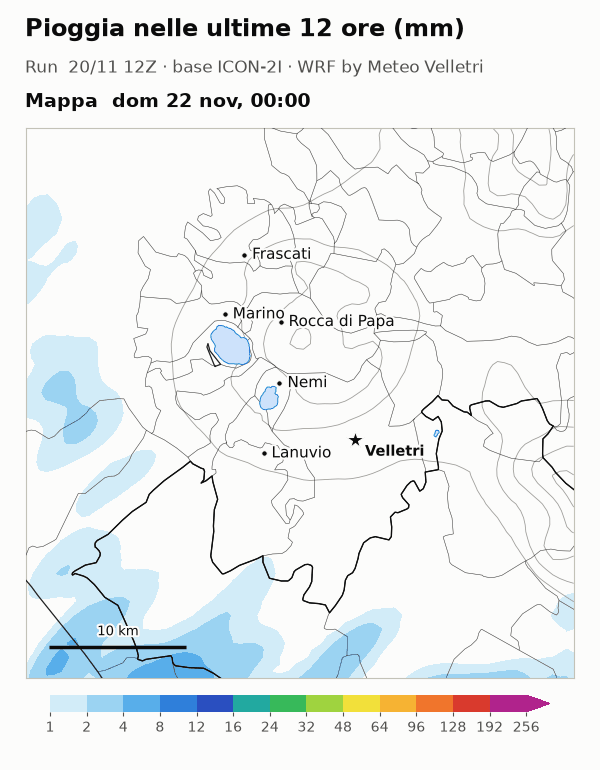 Pioggia nelle ultime 12 ore (mm)
Run  20/11 12Z · base ICON-2I · WRF by Meteo Velletri
Mappa  dom 22 nov, 00:00
Frascati
Marino
Rocca di Papa
Nemi
Velletri
Lanuvio
10 km
1 2 4 8 12 16 24 32 48 64 96 128 192 256